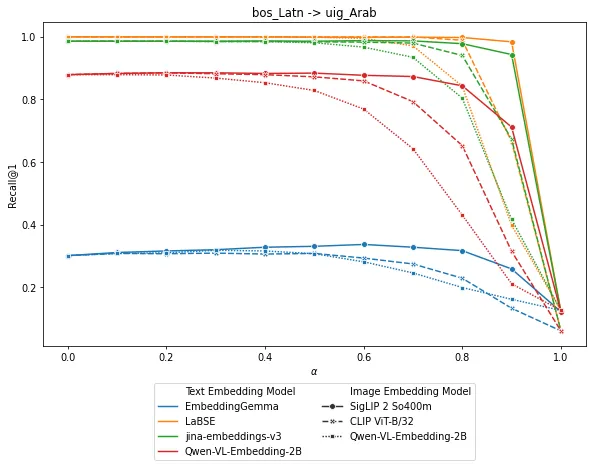 bos_Latn -> uig_Arab
1.0
0.8
0.6
0.4
0.2
Recall@1
0.0 0.2 0.4 0.6 0.8 1.0
α
Text Embedding Model Image Embedding Model
EmbeddingGemma SigLIP 2 So400m
LaBSE CLIP ViT-B/32
jina-embeddings-v3 Qwen-VL-Embedding-2B
Qwen-VL-Embedding-2B